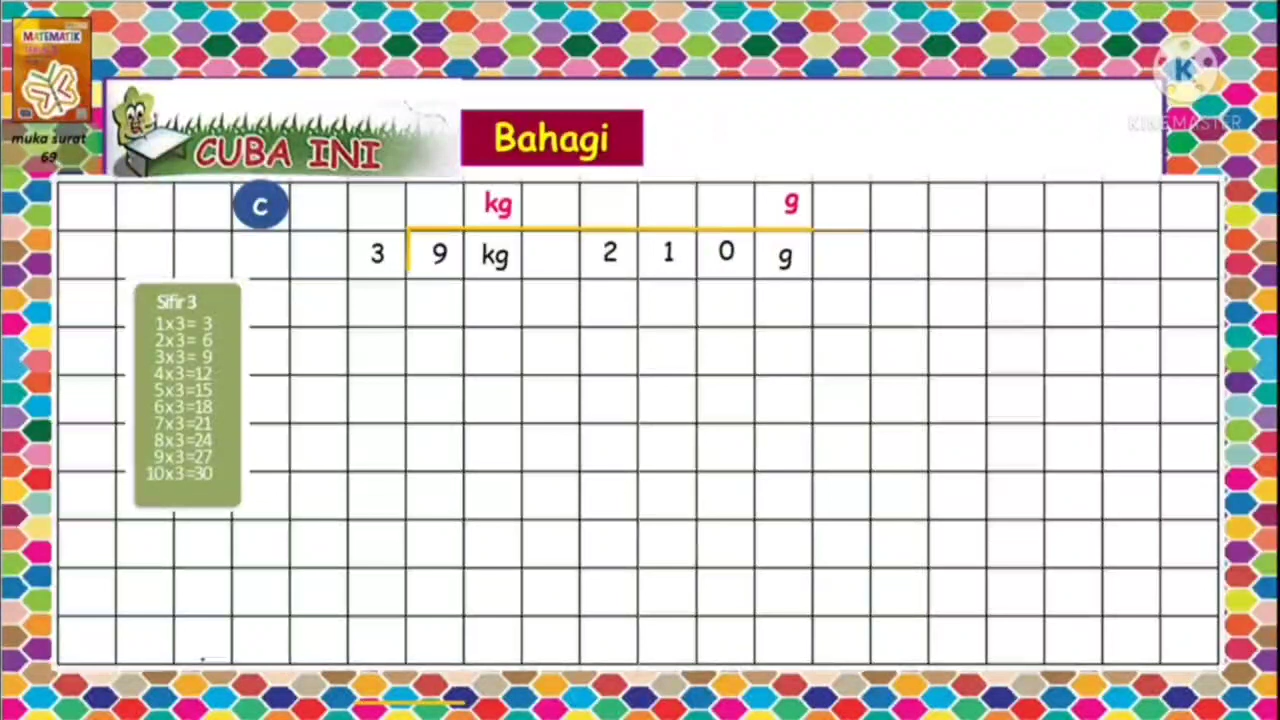 MATEMATIK
muka surat
69
CUBA INI
Bahagi
K
KINEMASTER
c
kg g
3 9 kg 2 1 0 g
Sifir 3
1x3= 3
2x3= 6
3x3= 9
4x3=12
5x3=15
6x3=18
7x3=21
8x3=24
9x3=27
10x3=30